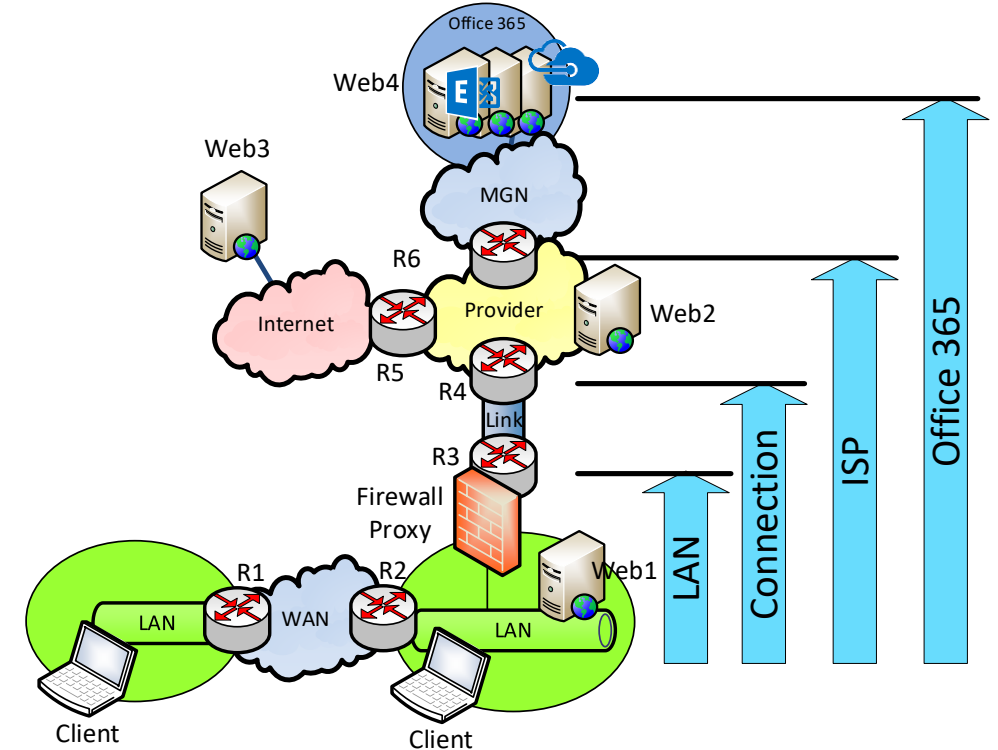 Office 365
Web4
E
Web3
MGN
R6
Internet
Provider
Web2
R5
R4
Link
R3
Firewall
Proxy
R1
R2
Web1
LAN
WAN
LAN
Client
Client
LAN
Connection
ISP
Office 365